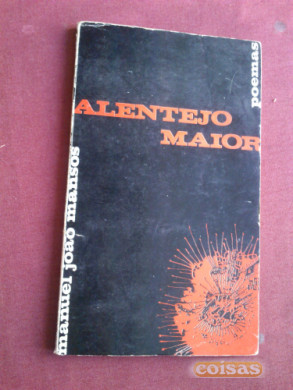 poemas
ALENTEJO
MAIOR
manuel joão mansos
coisas